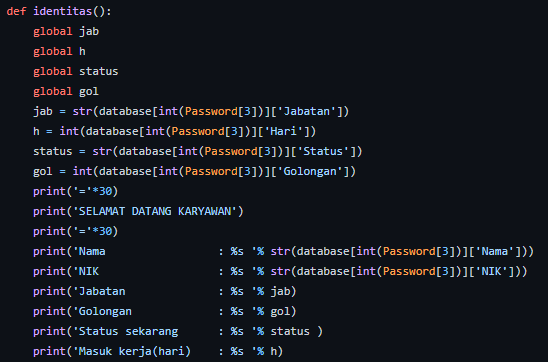 def identitas():
    global jab
    global h
    global status
    global gol
    jab = str(database[int(Password[3])]['Jabatan'])
    h = int(database[int(Password[3])]['Hari'])
    status = str(database[int(Password[3])]['Status'])
    gol = int(database[int(Password[3])]['Golongan'])
    print('='*30)
    print('SELAMAT DATANG KARYAWAN')
    print('='*30)
    print('Nama                : %s '% str(database[int(Password[3])]['Nama']))
    print('NIK                 : %s '% str(database[int(Password[3])]['NIK']))
    print('Jabatan             : %s '% jab)
    print('Golongan            : %s '% gol)
    print('Status sekarang     : %s '% status )
    print('Masuk kerja(hari)   : %s '% h)